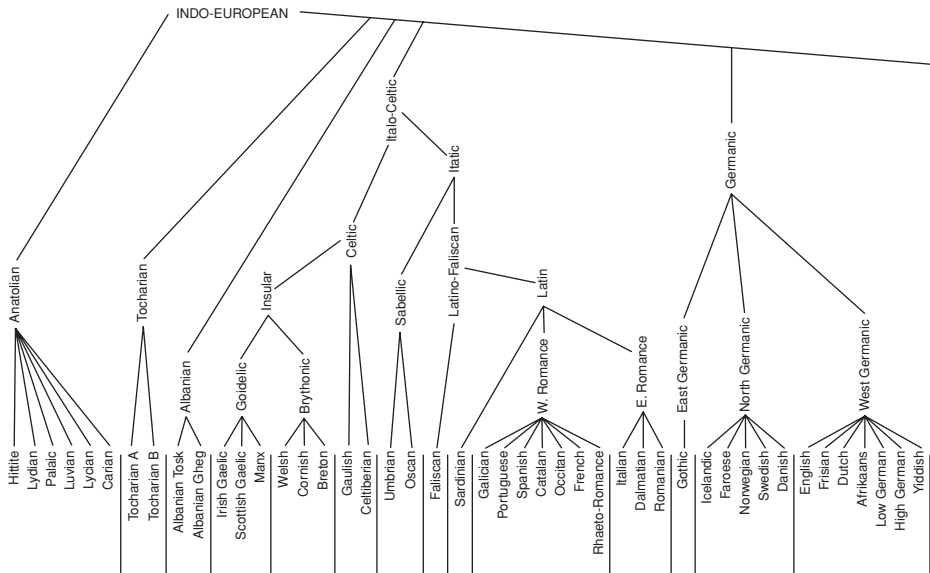 INDO-EUROPEAN
Italo-Celtic
Itatic
Germanic
Celtic
Anatolian
Tocharian
Insular
Sabellic
Latino-Faliscan
Latin
Albanian
Goidelic
Brythonic
W. Romance
E. Romance
East Germanic
North Germanic
West Germanic
Hittite
Lydian
Palaic
Luvian
Lycian
Carian
Tocharian A
Tocharian B
Albanian Tosk
Albanian Gheg
Irish Gaelic
Scottish Gaelic
Manx
Welsh
Cornish
Breton
Gaulish
Celtiberian
Umbrian
Oscan
Faliscan
Sardinian
Galician
Portuguese
Spanish
Catalan
Occitan
French
Rhaeto-Romance
Italian
Dalmatian
Romanian
Gothic
Icelandic
Faroese
Norwegian
Swedish
Danish
English
Frisian
Dutch
Afrikaans
Low German
High German
Yiddish